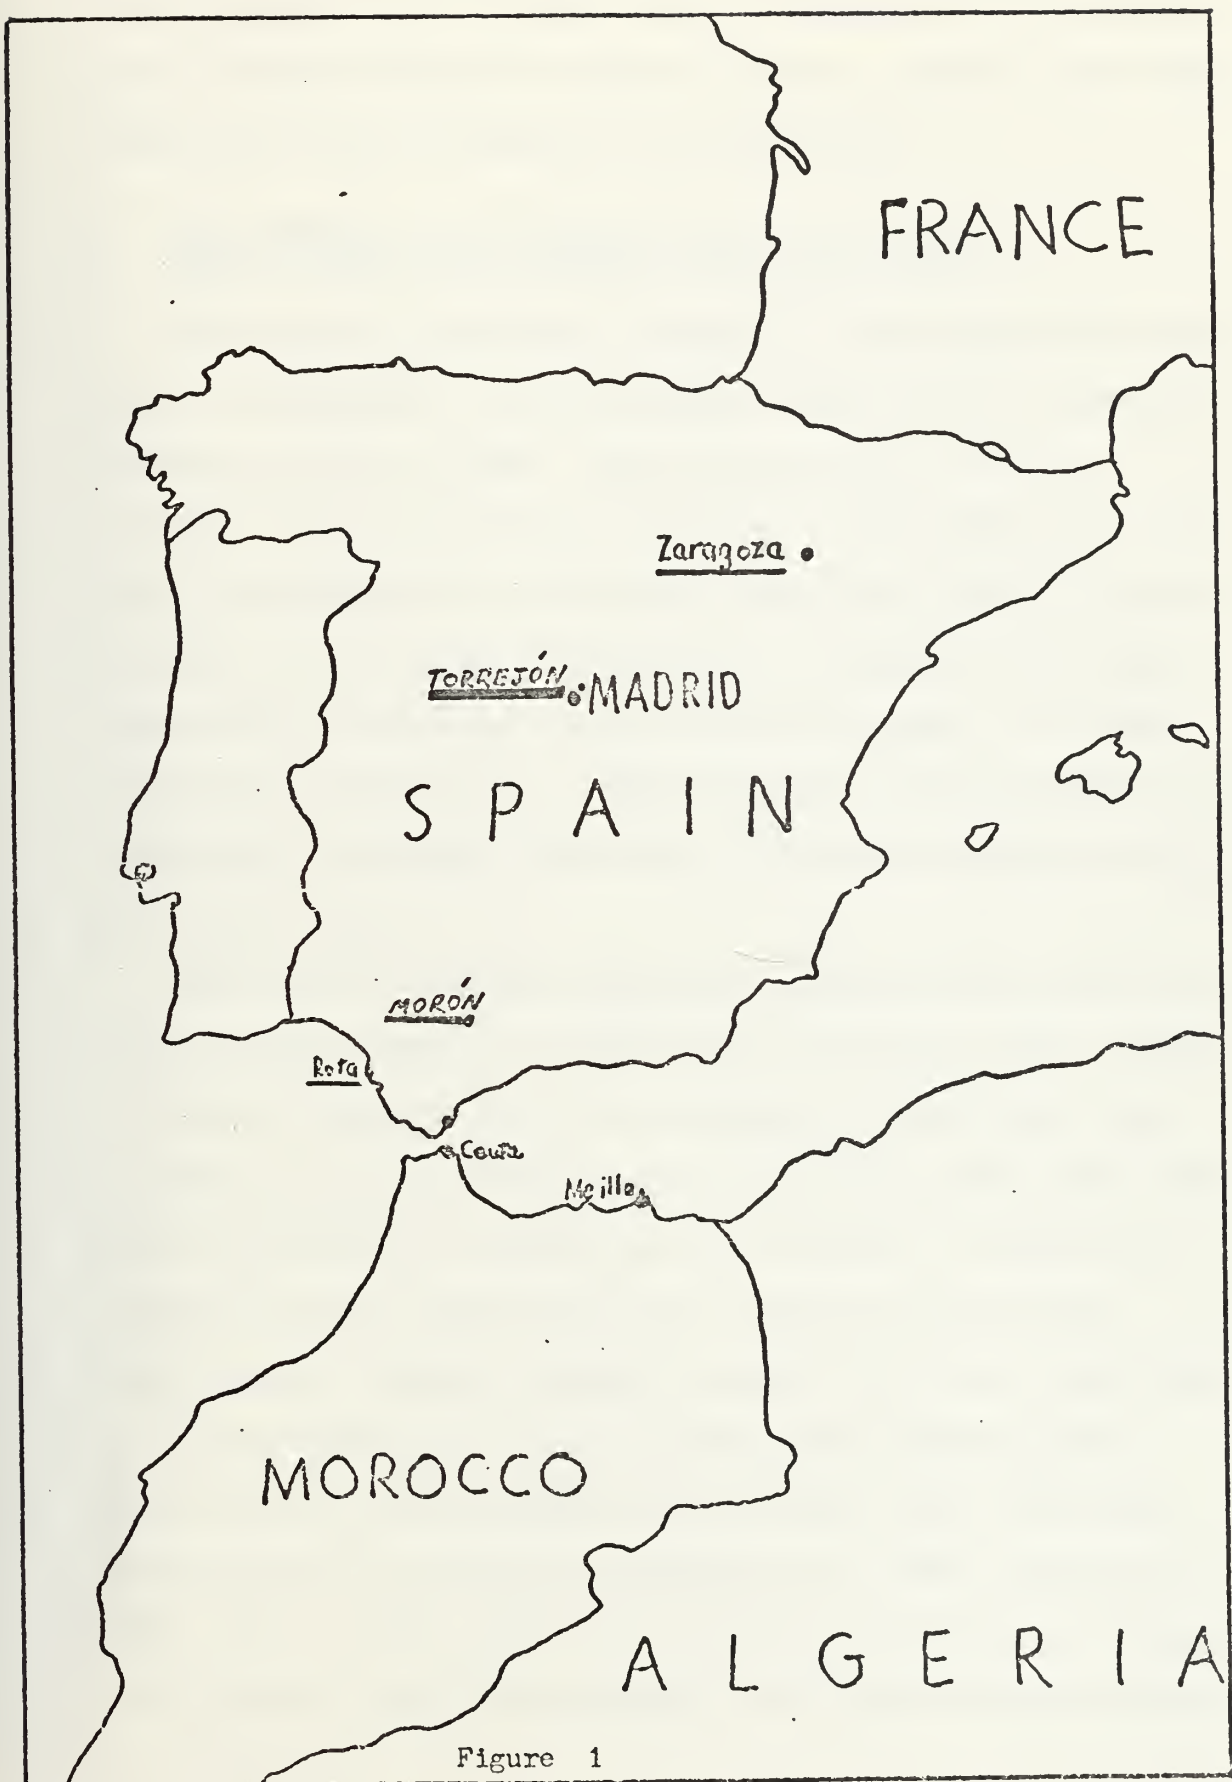 FRANCE
Zaragoza
TORREJÓN MADRID
SPAIN
MORÓN
Rota
Ceuta
MOROCCO
ALGERIA
Figure 1